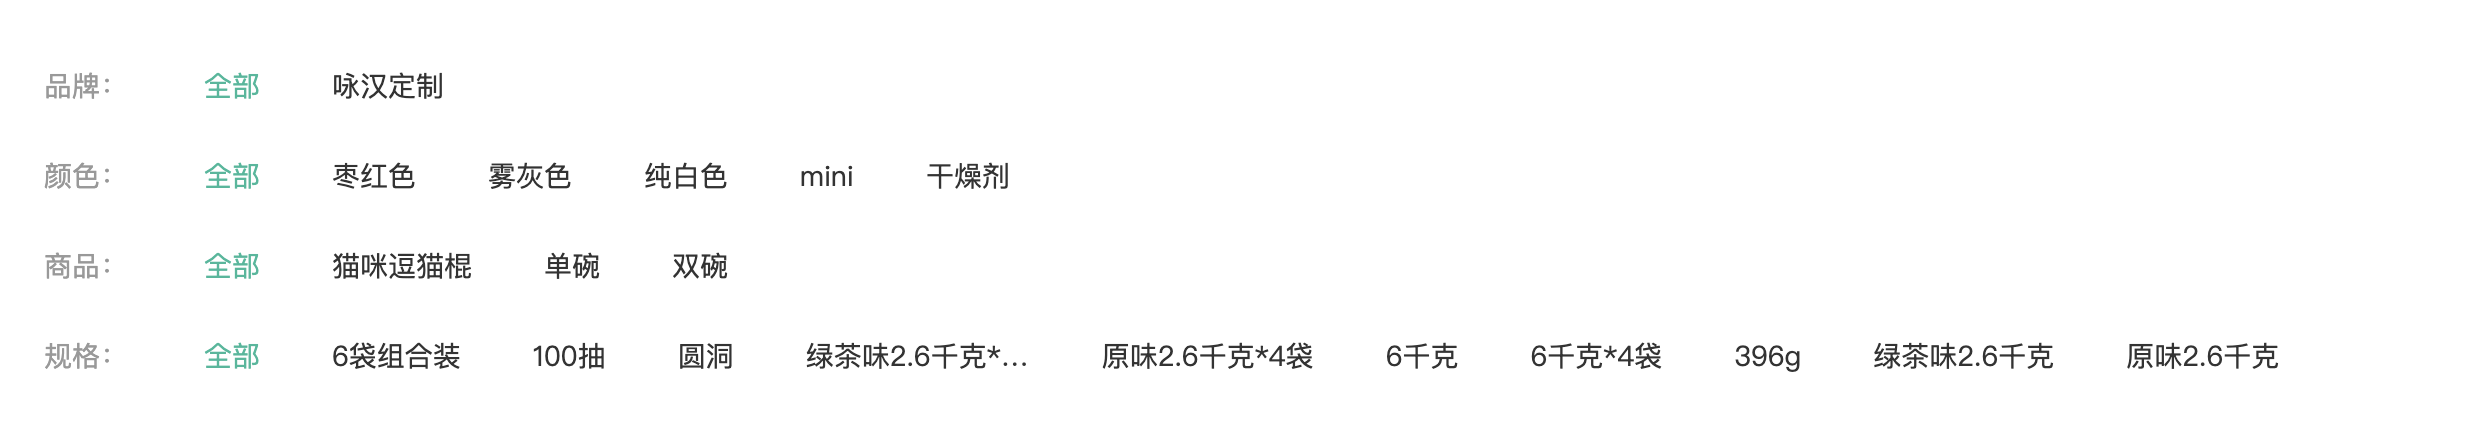 品牌： 全部 咏汉定制
颜色： 全部 枣红色 雾灰色 纯白色 mini 干燥剂
商品： 全部 猫咪逗猫棍 单碗 双碗
规格： 全部 6袋组合装 100抽 圆洞 绿茶味2.6千克*... 原味2.6千克*4袋 6千克 6千克*4袋 396g 绿茶味2.6千克 原味2.6千克